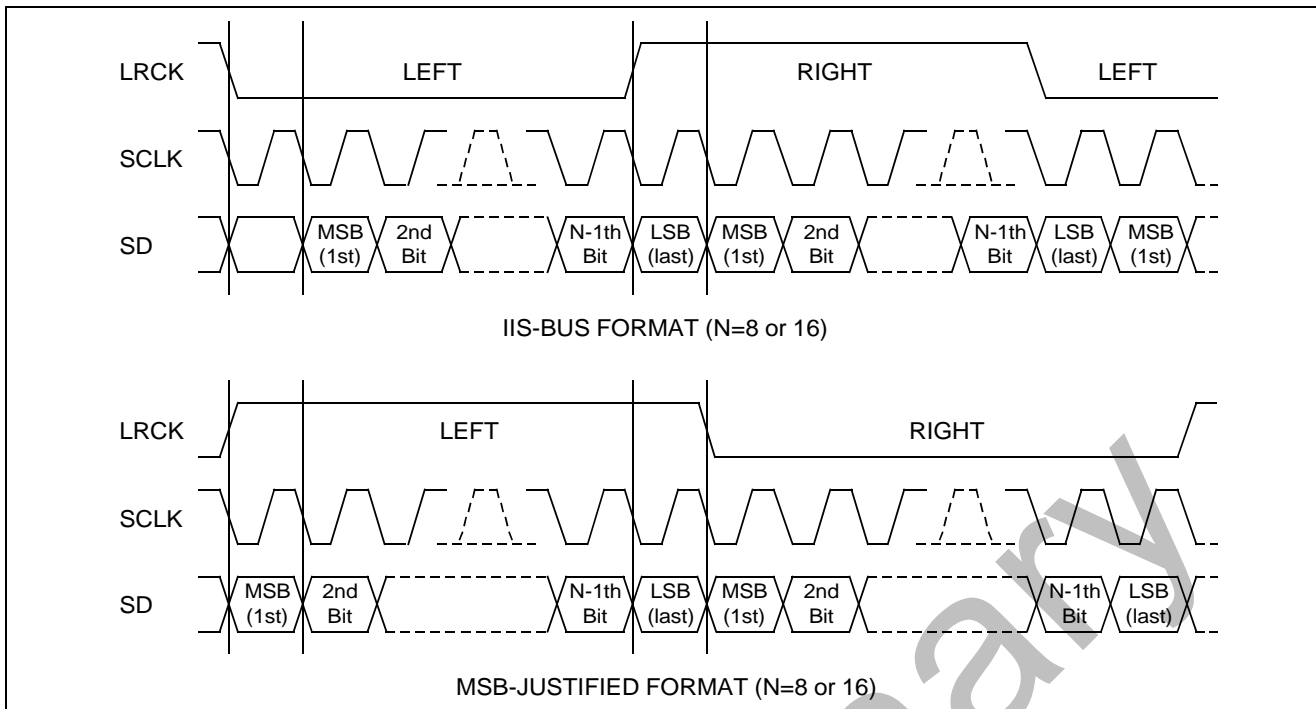 LRCK LEFT RIGHT LEFT
SCLK
SD MSB (1st) 2nd Bit N-1th Bit LSB (last) MSB (1st) 2nd Bit N-1th Bit LSB (last) MSB (1st)
IIS-BUS FORMAT (N=8 or 16)
LRCK LEFT RIGHT
SCLK
SD MSB (1st) 2nd Bit N-1th Bit LSB (last) MSB (1st) 2nd Bit N-1th Bit LSB (last)
MSB-JUSTIFIED FORMAT (N=8 or 16)